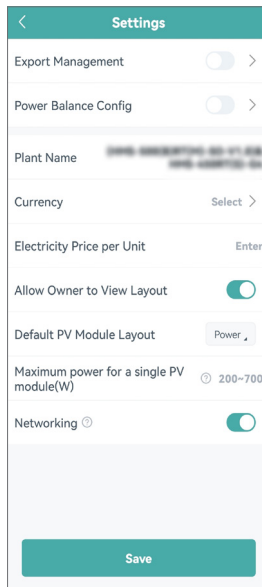 Settings
Export Management
Power Balance Config
Plant Name
Currency Select
Electricity Price per Unit Enter
Allow Owner to View Layout
Default PV Module Layout Power
Maximum power for a single PV
module(W) 200~700
Networking
Save